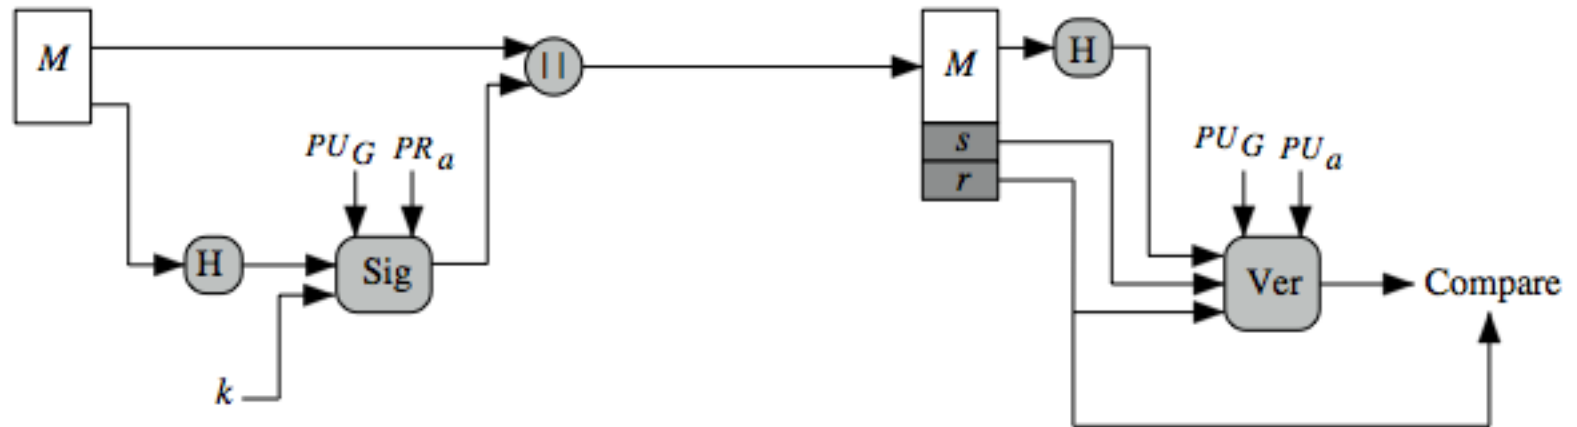 M
| |
M
H
s
r
PU G PR a
PU G PU a
H
Sig
Ver
Compare
k